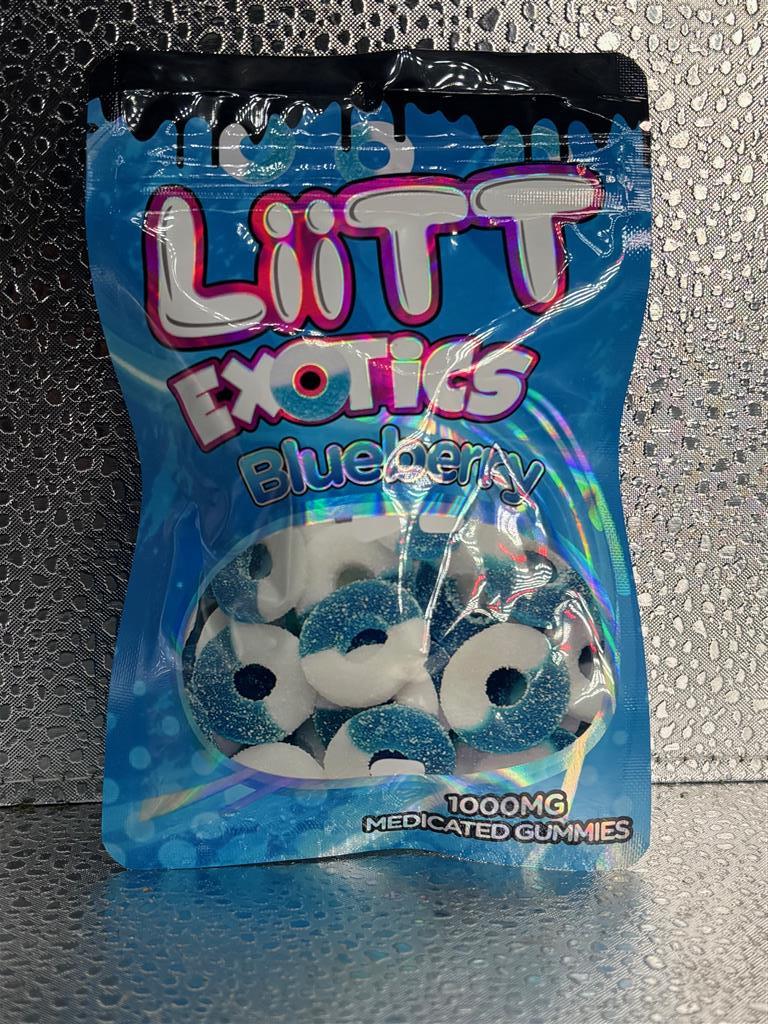 LiiTT
EXOTiCS
Blueberry
1000MG
MEDICATED GUMMIES